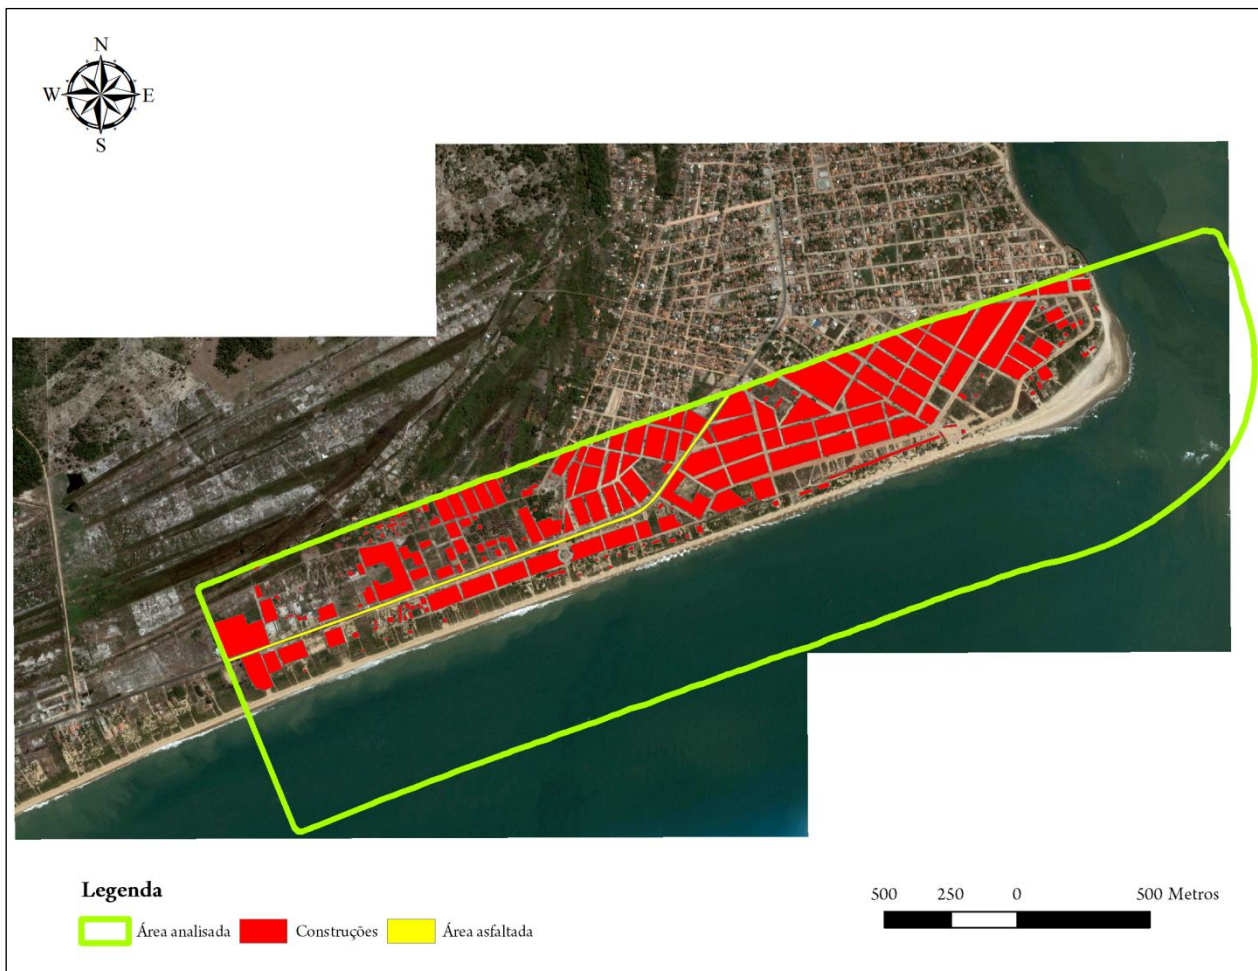 N
W E
S
Legenda
Área analisada Construções Área asfaltada
500 250 0 500 Metros